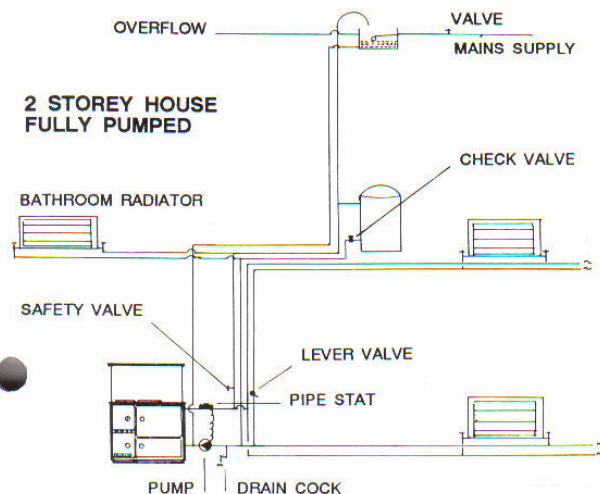 OVERFLOW
VALVE
MAINS SUPPLY
2 STOREY HOUSE
FULLY PUMPED
CHECK VALVE
BATHROOM RADIATOR
SAFETY VALVE
LEVER VALVE
PIPE STAT
PUMP
DRAIN COCK